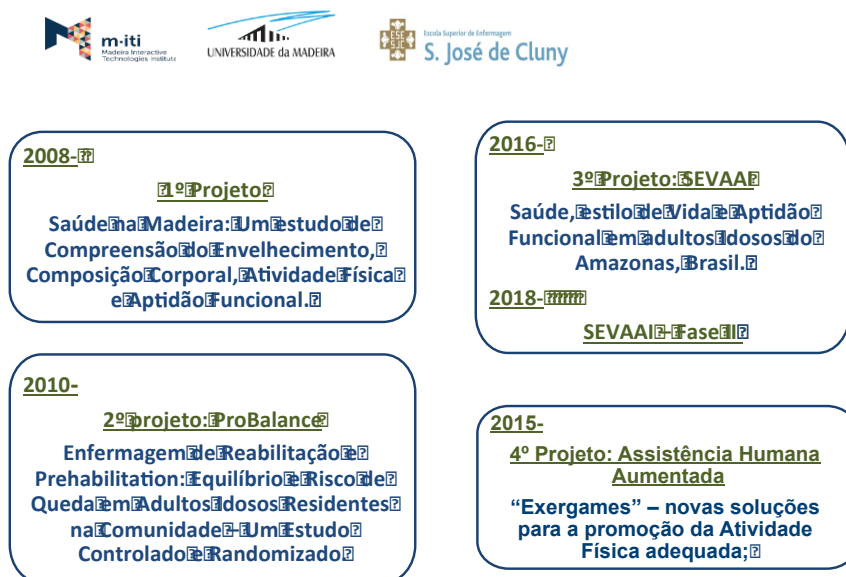 m·iti
Madeira Interactive
Technologies Institute
UNIVERSIDADE da MADEIRA
ESE
SJC
Escola Superior de Enfermagem
S. José de Cluny
2008-
1º Projeto
Saúde na Madeira: Um estudo de
Compreensão do Envelhecimento,
Composição Corporal, Atividade Física
e Aptidão Funcional.
2010-
2º projeto: ProBalance
Enfermagem de Reabilitação e
Prehabilitation: Equilíbrio e Risco de
Queda em Adultos Idosos Residentes
na Comunidade – Um Estudo
Controlado e Randomizado
2016-
3º Projeto: SEVAAI
Saúde, estilo de Vida e Aptidão
Funcional em adultos Idosos do
Amazonas, Brasil.
2018-
SEVAAI – Fase II
2015-
4º Projeto: Assistência Humana
Aumentada
“Exergames” – novas soluções
para a promoção da Atividade
Física adequada;